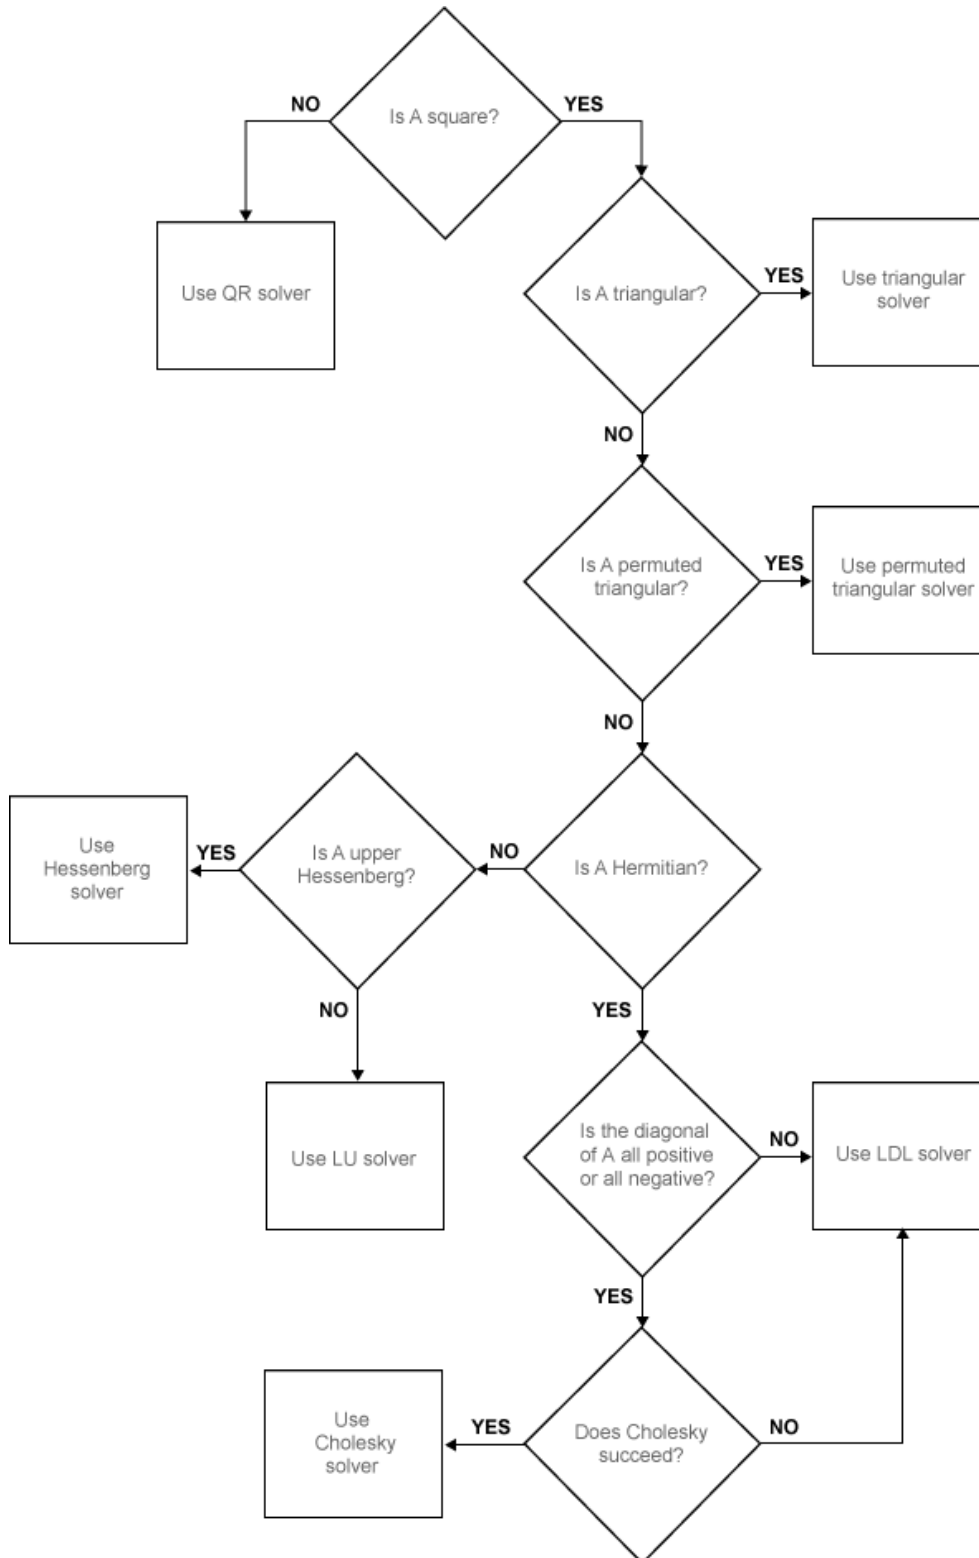 Is A square?
NO
YES
Use QR solver
Is A triangular?
YES
Use triangular
solver
NO
Is A permuted
triangular?
YES
Use permuted
triangular solver
NO
Is A Hermitian?
NO
Is A upper
Hessenberg?
YES
Use
Hessenberg
solver
NO
Use LU solver
YES
Is the diagonal
of A all positive
or all negative?
NO
Use LDL solver
YES
Does Cholesky
succeed?
YES
Use
Cholesky
solver
NO